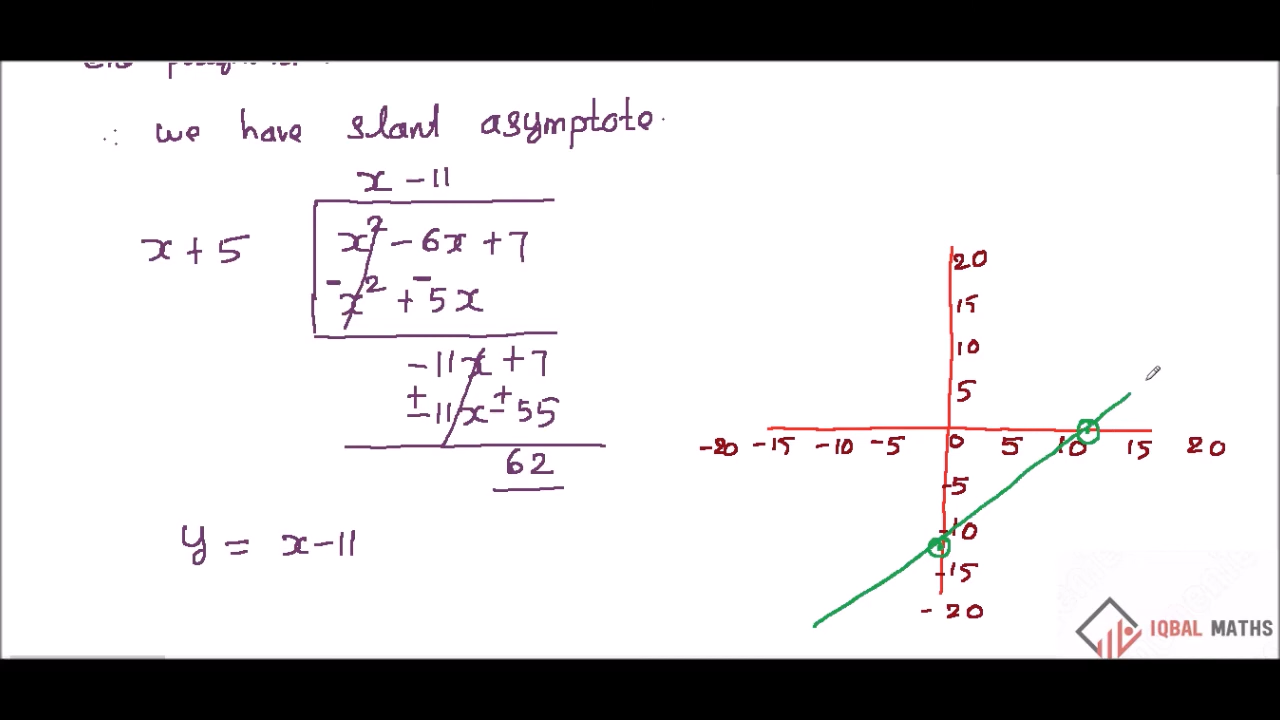 ∴ we have slant asymptote.
x - 11
x + 5
x² - 6x + 7
- x² + - 5x
-11x + 7
+ -11x + - 55
62
y = x - 11
20
15
10
5
-20 -15 -10 -5 0 5 10 15 20
-5
-10
-15
-20
IQBAL MATHS